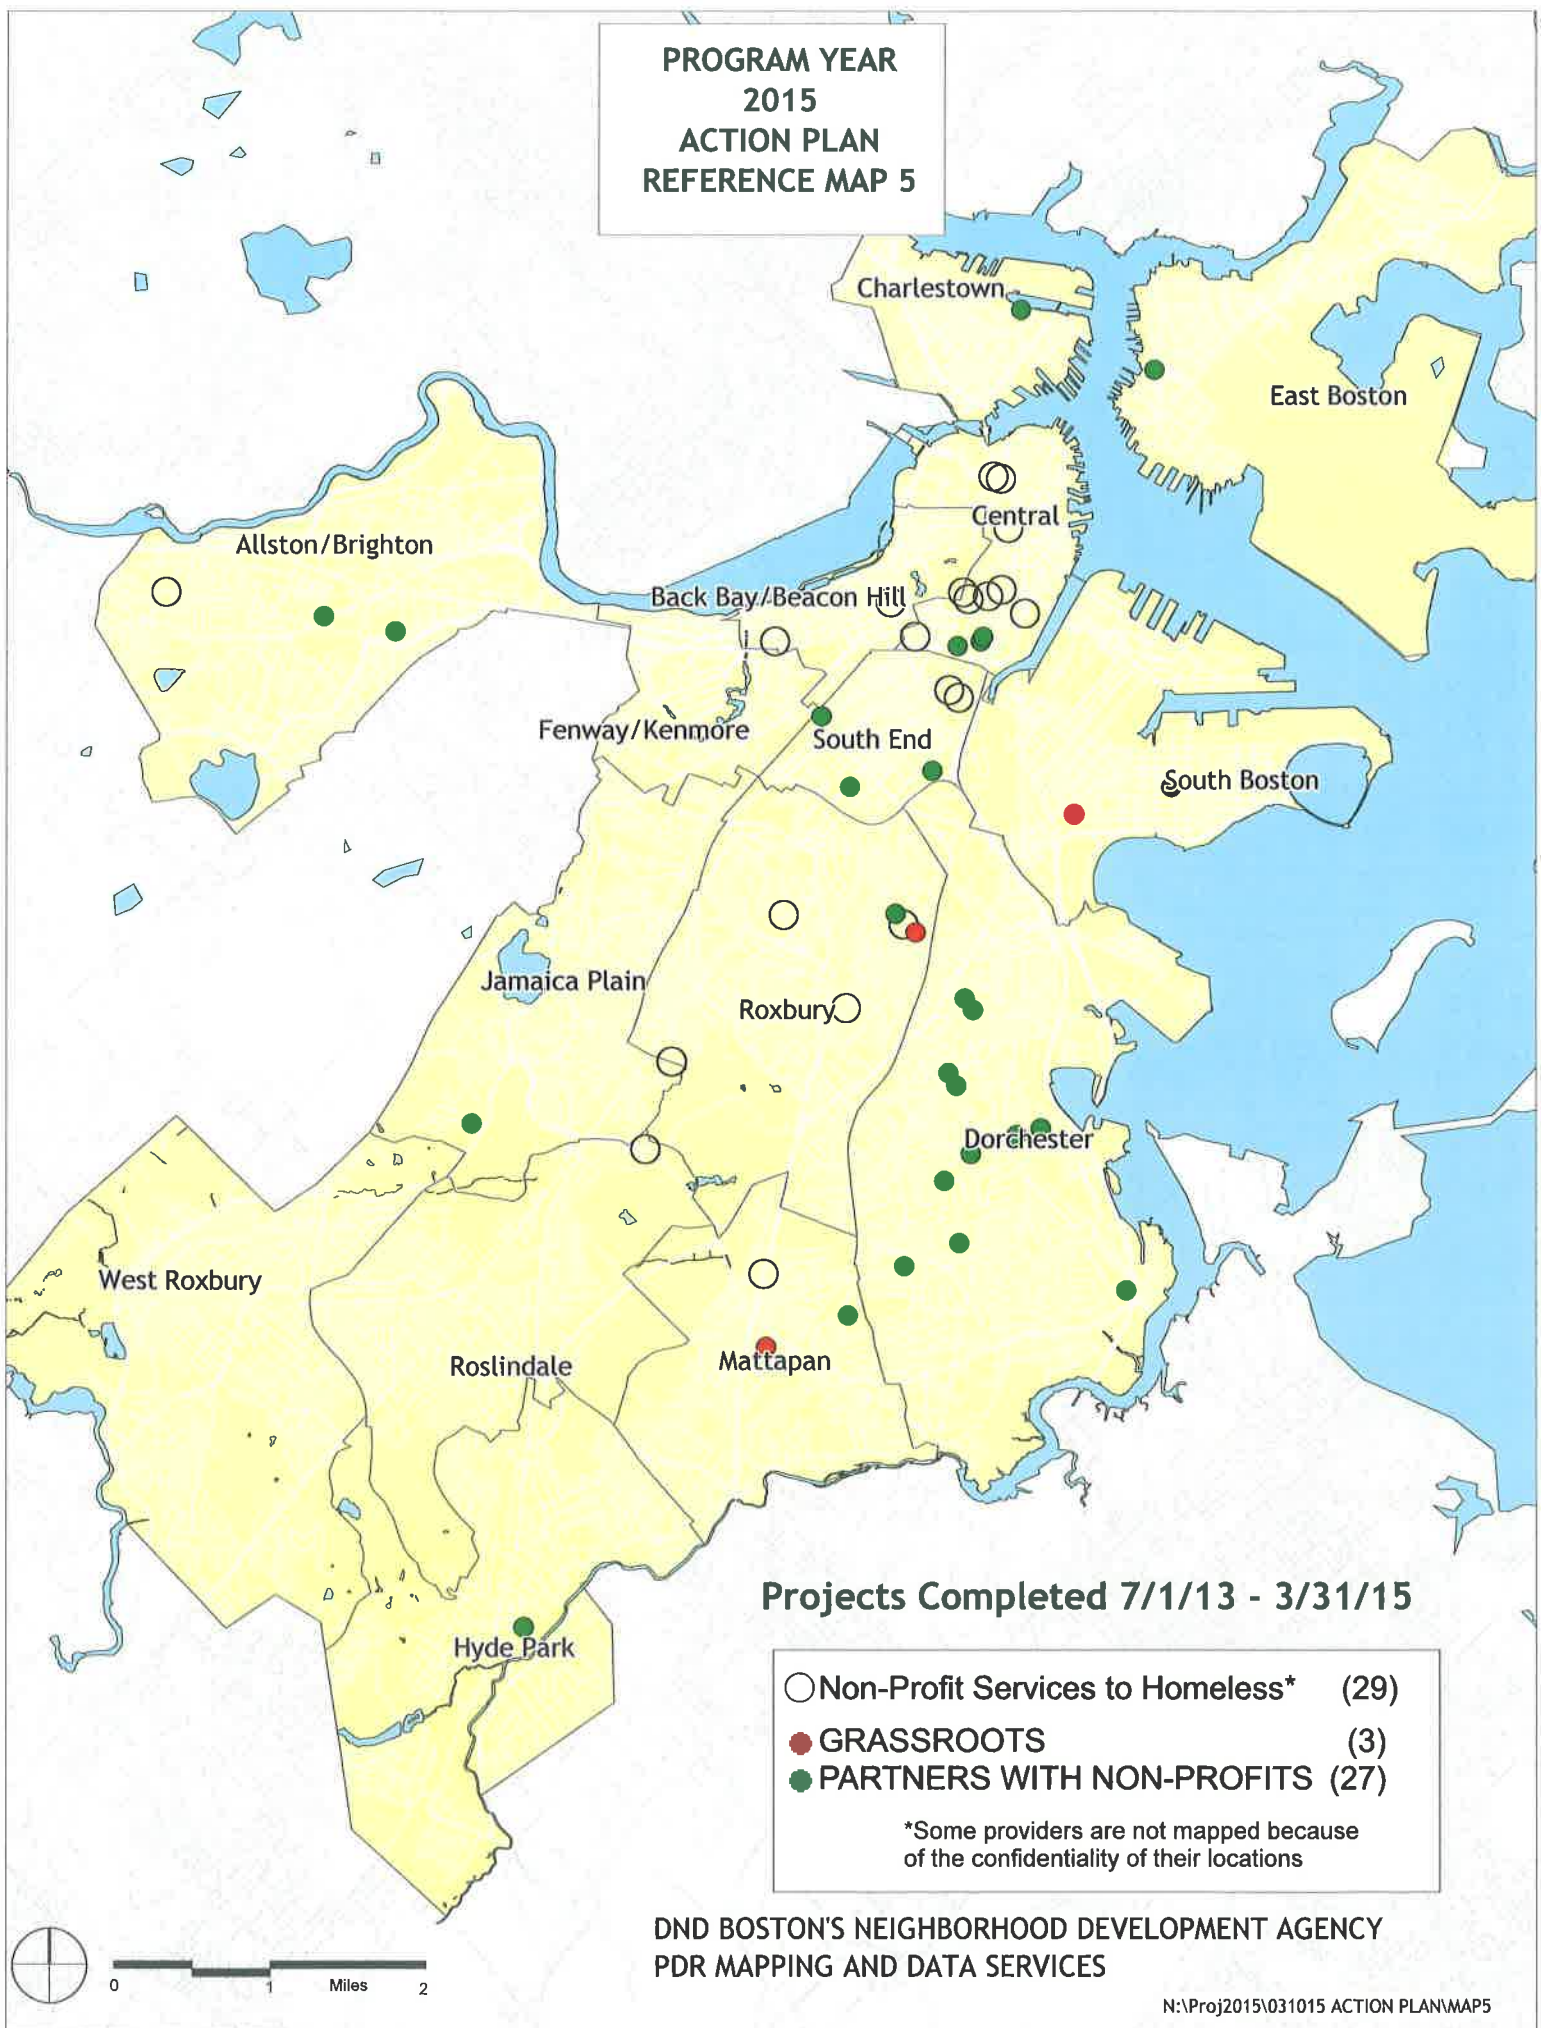 PROGRAM YEAR
2015
ACTION PLAN
REFERENCE MAP 5
Charlestown
East Boston
Central
Allston/Brighton
Back Bay/Beacon Hill
Fenway/Kenmore
South End
South Boston
Jamaica Plain
Roxbury
Dorchester
West Roxbury
Roslindale
Mattapan
Hyde Park
Projects Completed 7/1/13 - 3/31/15
Non-Profit Services to Homeless* (29)
GRASSROOTS (3)
PARTNERS WITH NON-PROFITS (27)
*Some providers are not mapped because
of the confidentiality of their locations
DND BOSTON'S NEIGHBORHOOD DEVELOPMENT AGENCY
PDR MAPPING AND DATA SERVICES
0 1 Miles 2
N:\Proj2015\031015 ACTION PLAN\MAP5